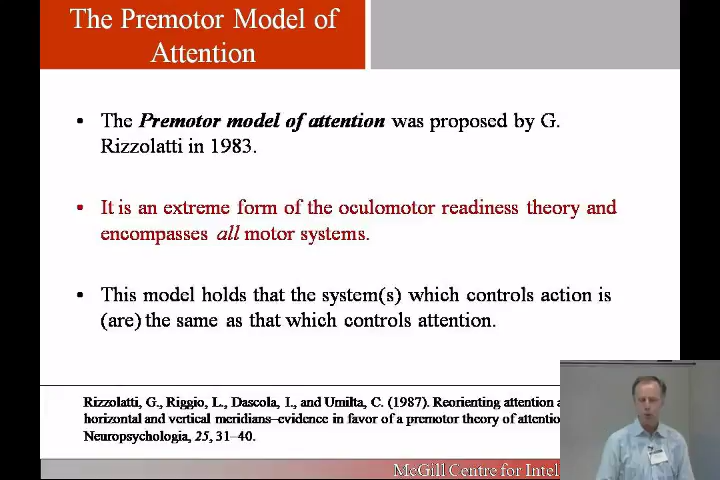 The Premotor Model of
Attention
• The Premotor model of attention was proposed by G.
Rizzolatti in 1983.
• It is an extreme form of the oculomotor readiness theory and
encompasses all motor systems.
• This model holds that the system(s) which controls action is
(are) the same as that which controls attention.
Rizzolatti, G., Riggio, L., Dascola, I., and Umilta, C. (1987). Reorienting attention a
horizontal and vertical meridians–evidence in favor of a premotor theory of attentio
Neuropsychologia, 25, 31–40.
McGill Centre for Intel